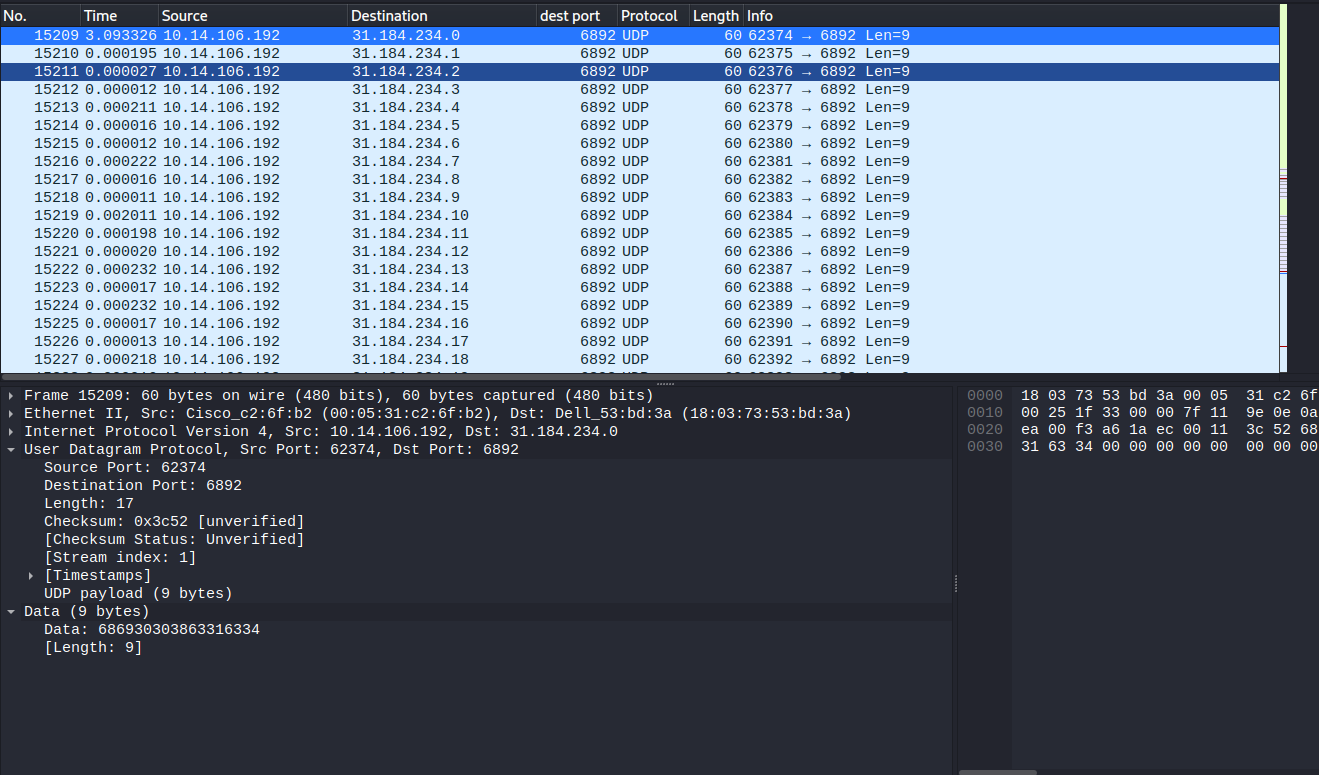 No. Time Source Destination dest port Protocol Length Info
15209 3.093326 10.14.106.192 31.184.234.0 6892 UDP 60 62374 → 6892 Len=9
15210 0.000195 10.14.106.192 31.184.234.1 6892 UDP 60 62375 → 6892 Len=9
15211 0.000027 10.14.106.192 31.184.234.2 6892 UDP 60 62376 → 6892 Len=9
15212 0.000012 10.14.106.192 31.184.234.3 6892 UDP 60 62377 → 6892 Len=9
15213 0.000211 10.14.106.192 31.184.234.4 6892 UDP 60 62378 → 6892 Len=9
15214 0.000016 10.14.106.192 31.184.234.5 6892 UDP 60 62379 → 6892 Len=9
15215 0.000012 10.14.106.192 31.184.234.6 6892 UDP 60 62380 → 6892 Len=9
15216 0.000222 10.14.106.192 31.184.234.7 6892 UDP 60 62381 → 6892 Len=9
15217 0.000016 10.14.106.192 31.184.234.8 6892 UDP 60 62382 → 6892 Len=9
15218 0.000011 10.14.106.192 31.184.234.9 6892 UDP 60 62383 → 6892 Len=9
15219 0.002011 10.14.106.192 31.184.234.10 6892 UDP 60 62384 → 6892 Len=9
15220 0.000198 10.14.106.192 31.184.234.11 6892 UDP 60 62385 → 6892 Len=9
15221 0.000020 10.14.106.192 31.184.234.12 6892 UDP 60 62386 → 6892 Len=9
15222 0.000232 10.14.106.192 31.184.234.13 6892 UDP 60 62387 → 6892 Len=9
15223 0.000017 10.14.106.192 31.184.234.14 6892 UDP 60 62388 → 6892 Len=9
15224 0.000232 10.14.106.192 31.184.234.15 6892 UDP 60 62389 → 6892 Len=9
15225 0.000017 10.14.106.192 31.184.234.16 6892 UDP 60 62390 → 6892 Len=9
15226 0.000013 10.14.106.192 31.184.234.17 6892 UDP 60 62391 → 6892 Len=9
15227 0.000218 10.14.106.192 31.184.234.18 6892 UDP 60 62392 → 6892 Len=9
Frame 15209: 60 bytes on wire (480 bits), 60 bytes captured (480 bits)
Ethernet II, Src: Cisco_c2:6f:b2 (00:05:31:c2:6f:b2), Dst: Dell_53:bd:3a (18:03:73:53:bd:3a)
Internet Protocol Version 4, Src: 10.14.106.192, Dst: 31.184.234.0
User Datagram Protocol, Src Port: 62374, Dst Port: 6892
Source Port: 62374
Destination Port: 6892
Length: 17
Checksum: 0x3c52 [unverified]
[Checksum Status: Unverified]
[Stream index: 1]
[Timestamps]
UDP payload (9 bytes)
Data (9 bytes)
Data: 686930303863316334
[Length: 9]
0000 18 03 73 53 bd 3a 00 05 31 c2 6f
0010 00 25 1f 33 00 00 7f 11 9e 0e 0a
0020 ea 00 f3 a6 1a ec 00 11 3c 52 68
0030 31 63 34 00 00 00 00 00 00 00 00